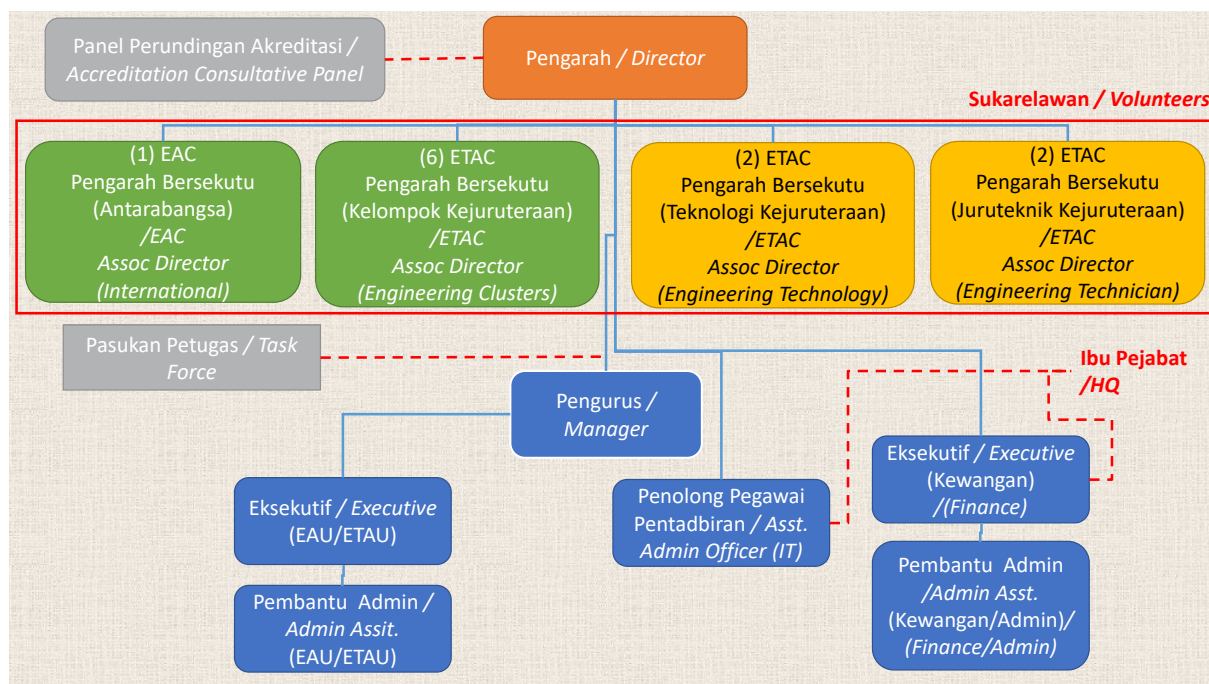 Panel Perundingan Akreditasi /
Accreditation Consultative Panel
Pengarah / Director
Sukarelawan / Volunteers
(1) EAC
Pengarah Bersekutu
(Antarabangsa)
/EAC
Assoc Director
(International)
(6) ETAC
Pengarah Bersekutu
(Kelompok Kejuruteraan)
/ETAC
Assoc Director
(Engineering Clusters)
(2) ETAC
Pengarah Bersekutu
(Teknologi Kejuruteraan)
/ETAC
Assoc Director
(Engineering Technology)
(2) ETAC
Pengarah Bersekutu
(Juruteknik Kejuruteraan)
/ETAC
Assoc Director
(Engineering Technician)
Pasukan Petugas / Task
Force
Ibu Pejabat
/HQ
Pengurus /
Manager
Eksekutif / Executive
(EAU/ETAU)
Pembantu Admin /
Admin Assit.
(EAU/ETAU)
Penolong Pegawai
Pentadbiran / Asst.
Admin Officer (IT)
Eksekutif / Executive
(Kewangan)
/(Finance)
Pembantu Admin
/Admin Asst.
(Kewangan/Admin)/
(Finance/Admin)